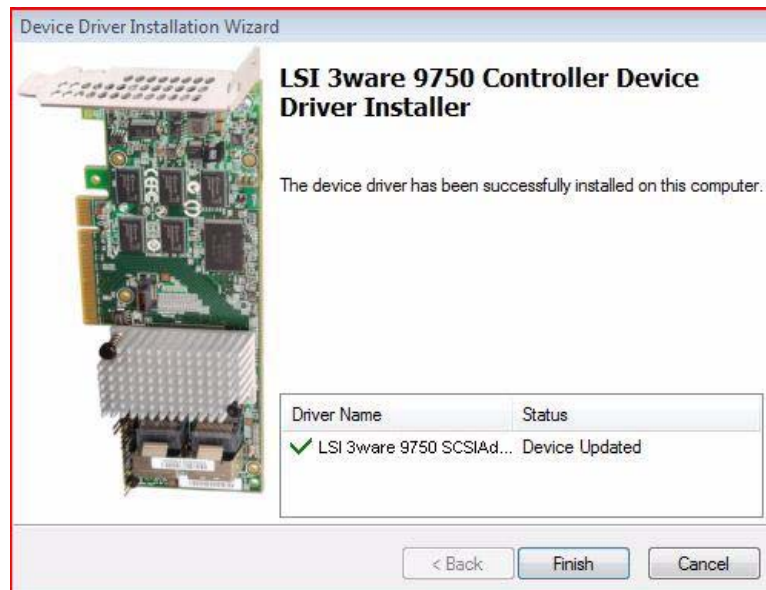 Device Driver Installation Wizard
LSI 3ware 9750 Controller Device
Driver Installer
The device driver has been successfully installed on this computer.
Driver Name Status
LSI 3ware 9750 SCSIAd... Device Updated
< Back Finish Cancel